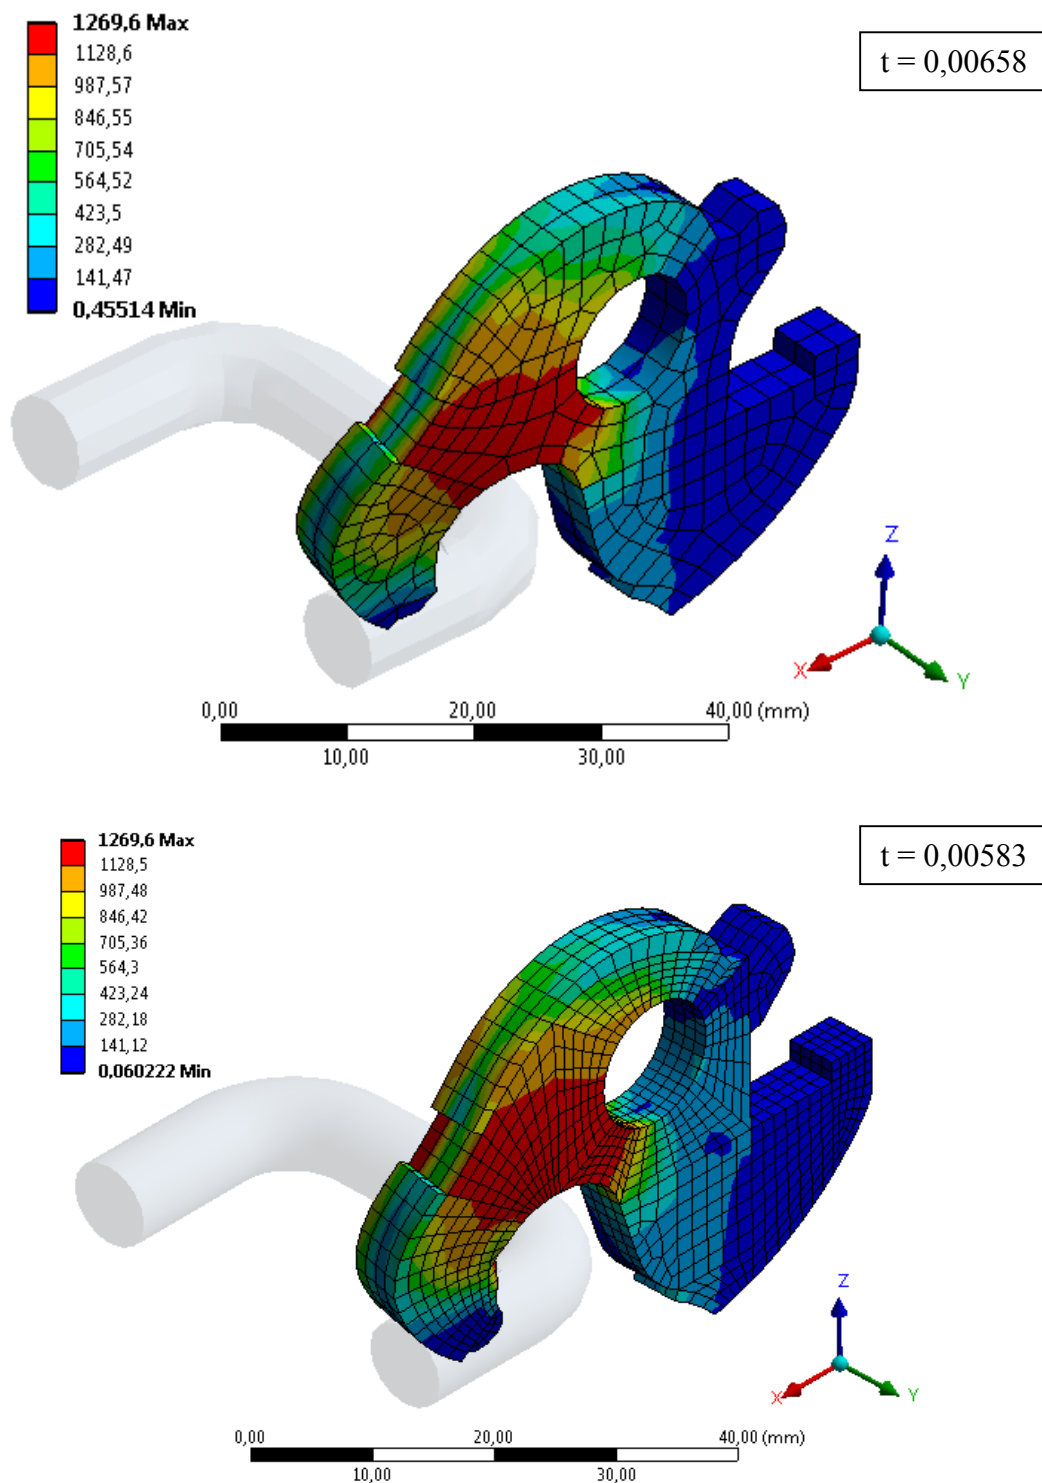 1269,6 Max
1128,6
987,57
846,55
705,54
564,52
423,5
282,49
141,47
0,45514 Min
t = 0,00658
Z
X
Y
0,00 20,00 40,00 (mm)
10,00 30,00
1269,6 Max
1128,5
987,48
846,42
705,36
564,3
423,24
282,18
141,12
0,060222 Min
t = 0,00583
Z
X
Y
0,00 20,00 40,00 (mm)
10,00 30,00